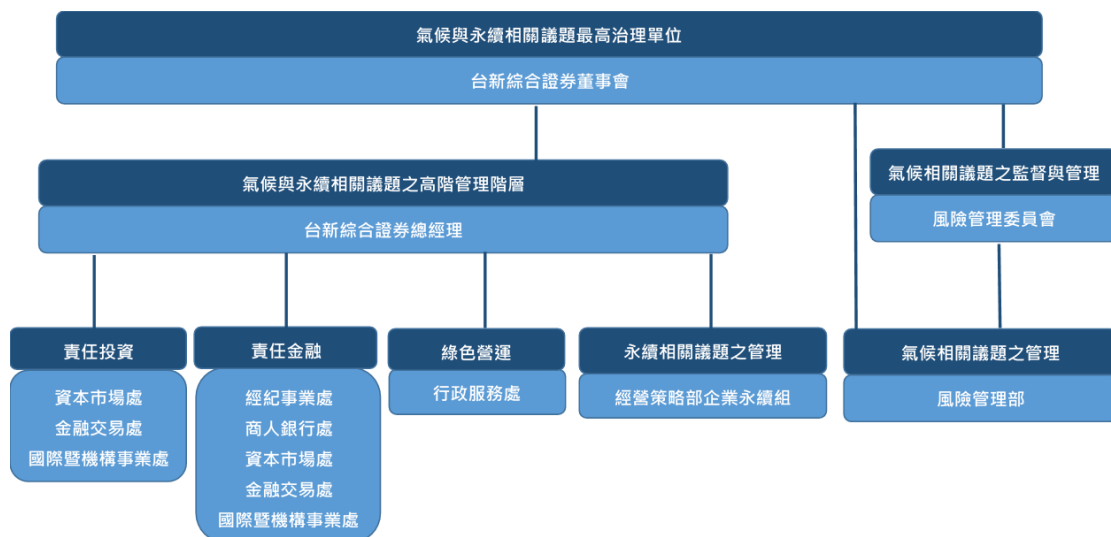 氣候與永續相關議題最高治理單位
台新綜合證券董事會
氣候與永續相關議題之高階管理階層
台新綜合證券總經理
氣候相關議題之監督與管理
風險管理委員會
責任投資
資本市場處
金融交易處
國際暨機構事業處
責任金融
經紀事業處
商人銀行處
資本市場處
金融交易處
國際暨機構事業處
綠色營運
行政服務處
永續相關議題之管理
經營策略部企業永續組
氣候相關議題之管理
風險管理部